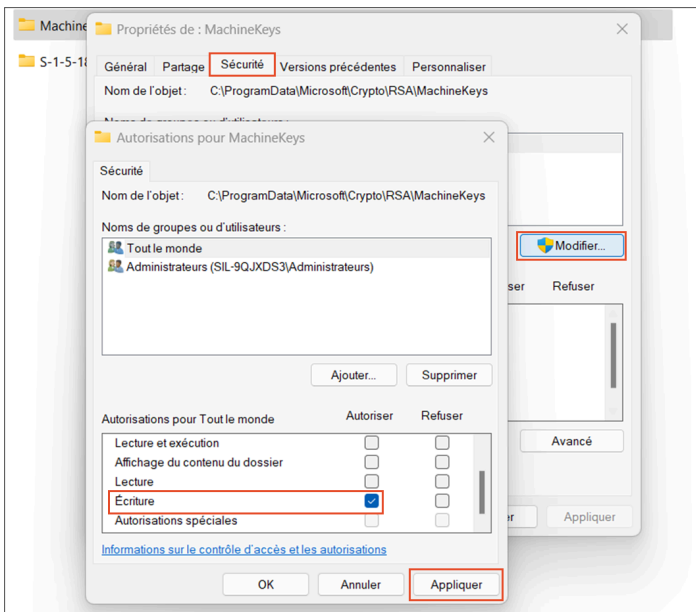 Machine
S-1-5-18
Propriétés de : MachineKeys
Général Partage Sécurité Versions précédentes Personnaliser
Nom de l'objet : C:\ProgramData\Microsoft\Crypto\RSA\MachineKeys
Modifier...
Refuser
Avancé
Appliquer
Autorisations pour MachineKeys
Sécurité
Nom de l'objet : C:\ProgramData\Microsoft\Crypto\RSA\MachineKeys
Noms de groupes ou d'utilisateurs :
Tout le monde
Administrateurs (SIL-9QJXDS3\Administrateurs)
Ajouter... Supprimer
Autorisations pour Tout le monde Autoriser Refuser
Lecture et exécution
Affichage du contenu du dossier
Lecture
Écriture
Autorisations spéciales
Informations sur le contrôle d'accès et les autorisations
OK Annuler Appliquer